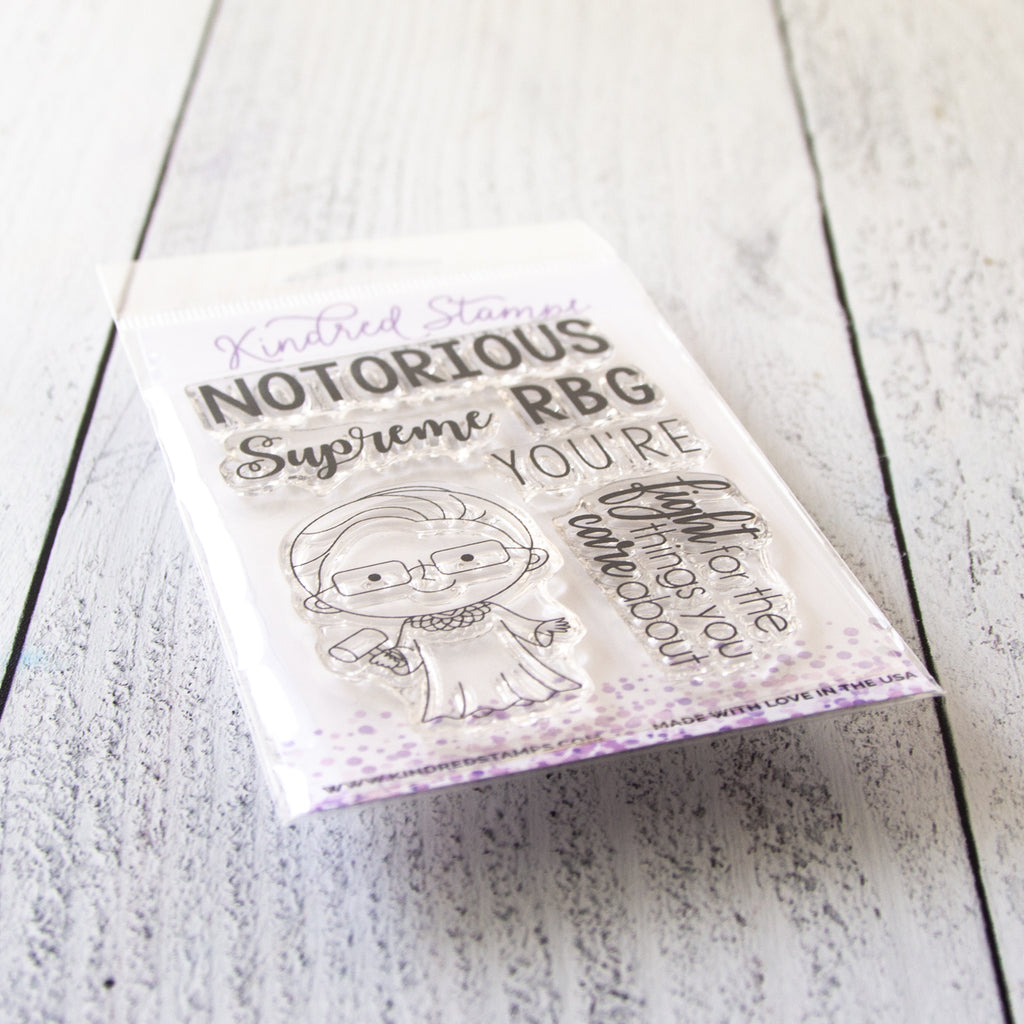 Kindred Stamps
NOTORIOUS
RBG
Supreme
YOU'RE
fight for the
things you
care about
WWW.KINDREDSTAMPS.COM
MADE WITH LOVE IN THE USA